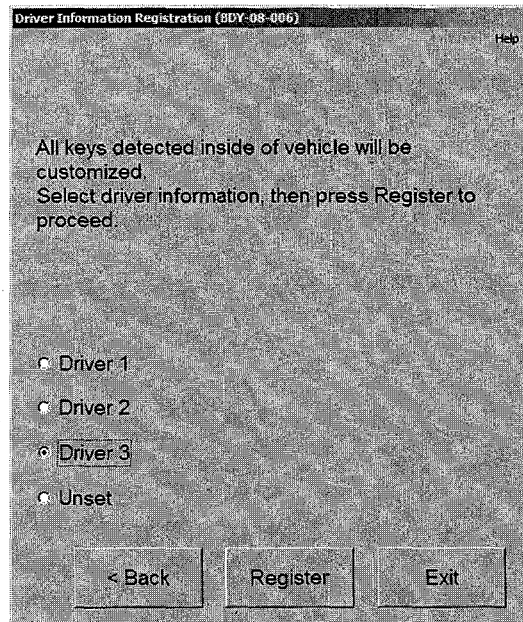 Driver Information Registration (BDY-08-006)
Help
All keys detected inside of vehicle will be
customized.
Select driver information, then press Register to
proceed.
Driver 1
Driver 2
Driver 3
Unset
< Back
Register
Exit